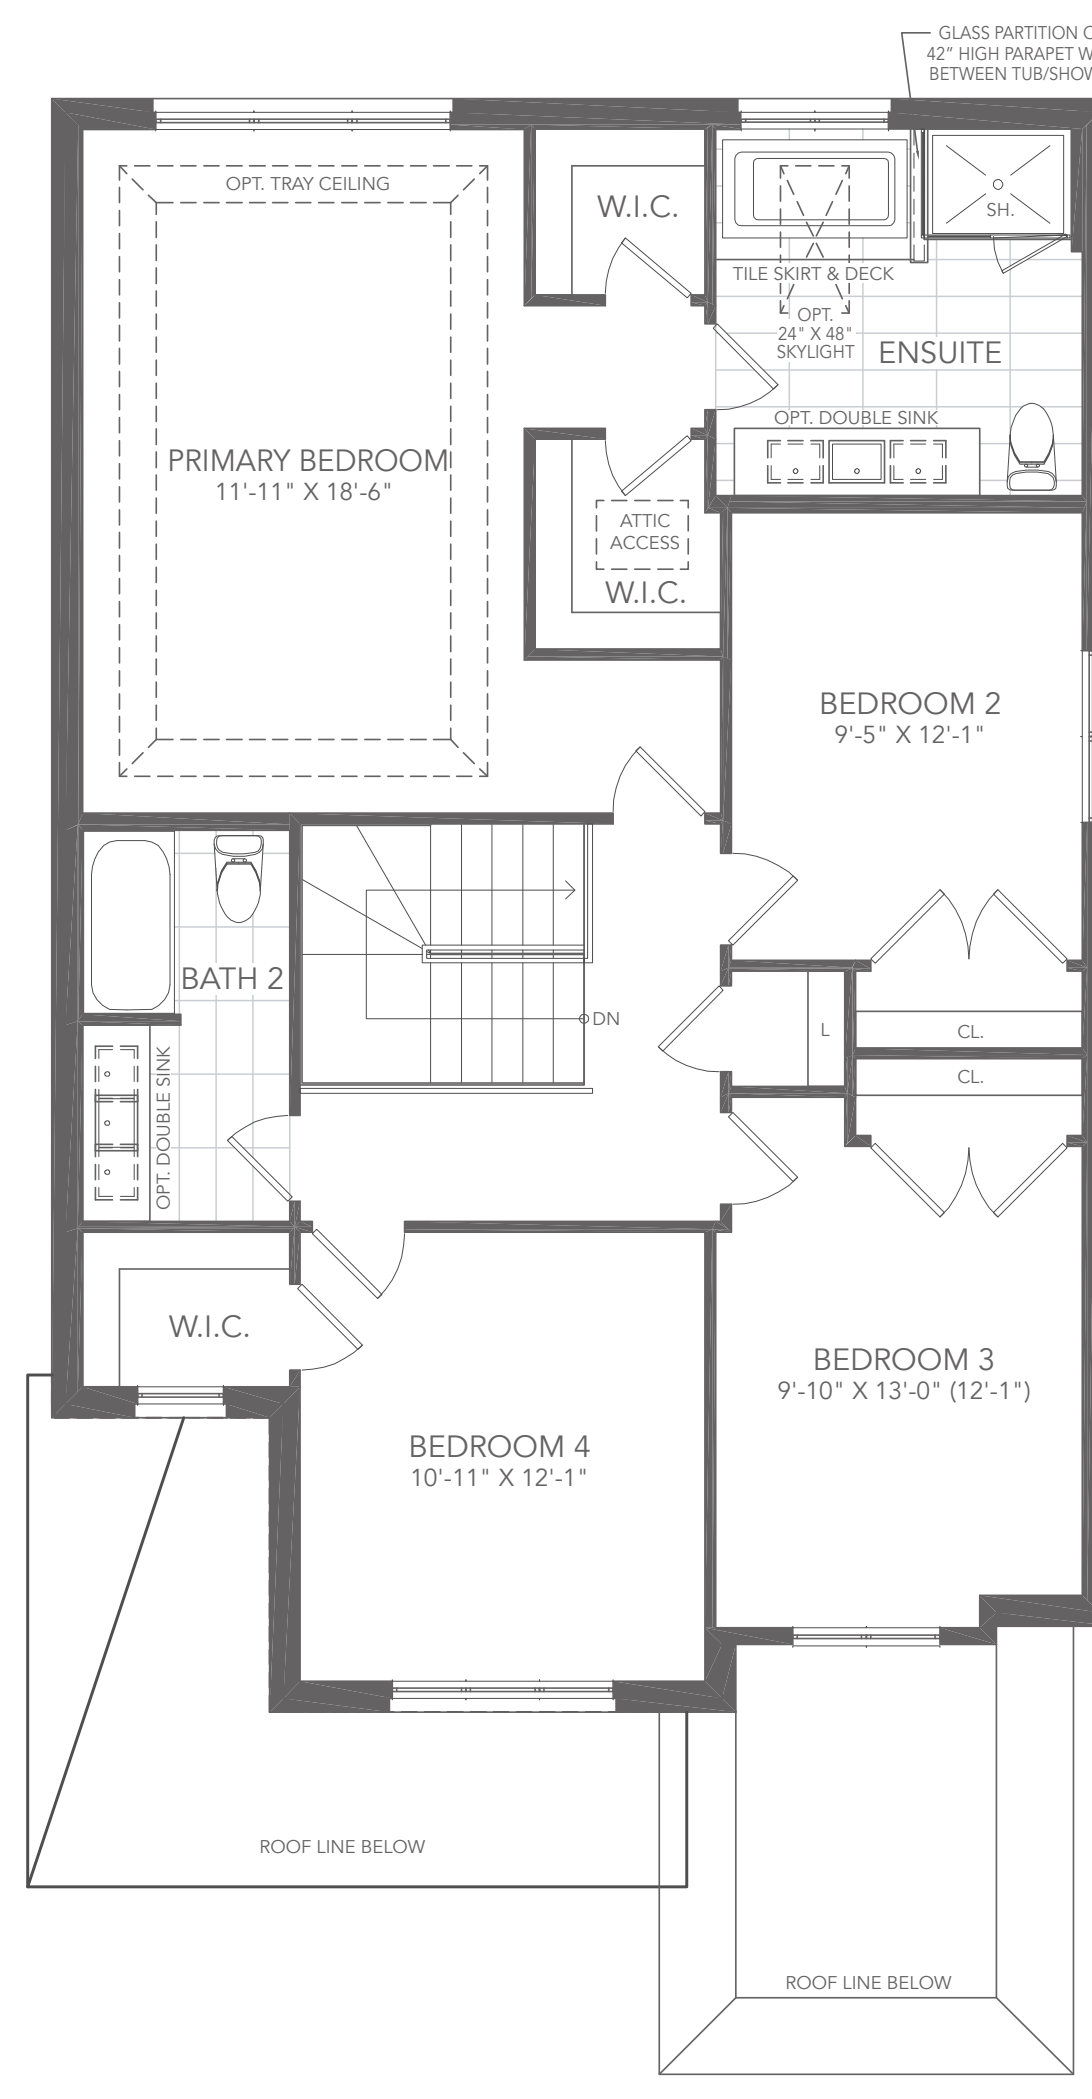 GLASS PARTITION
42" HIGH PARAPET
BETWEEN
OPT. TRAY CEILING
W.I.C.
SH.
TILE SKIRT & DECK
OPT.
24" X 48"
SKYLIGHT
ENSUITE
OPT. DOUBLE SINK
PRIMARY BEDROOM
11'-11" X 18'-6"
ATTIC
ACCESS
W.I.C.
BEDROOM 2
9'-5" X 12'-1"
BATH 2
DN
L
CL.
CL.
OPT. DOUBLE SINK
W.I.C.
BEDROOM 3
9'-10" X 13'-0" (12'-1")
BEDROOM 4
10'-11" X 12'-1"
ROOF LINE BELOW
ROOF LINE BELOW